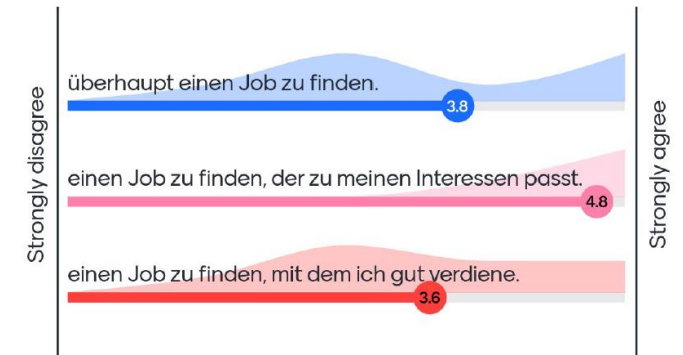 Strongly disagree
überhaupt einen Job zu finden.
3.8
einen Job zu finden, der zu meinen Interessen passt.
4.8
einen Job zu finden, mit dem ich gut verdiene.
3.6
Strongly agree